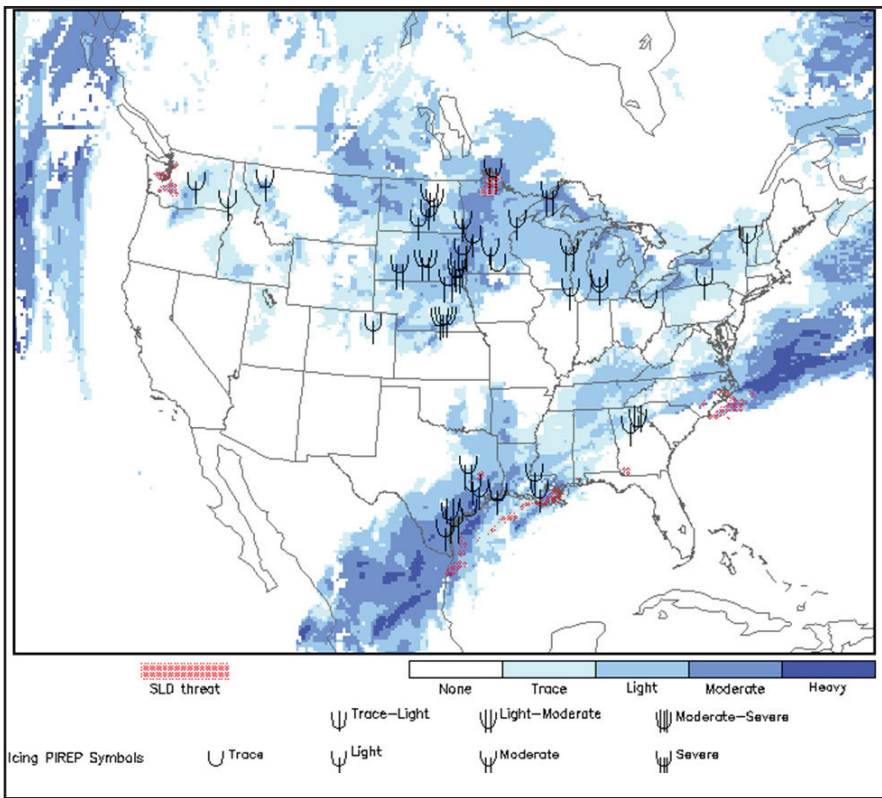 SLD threat
None Trace Light Moderate Heavy
Trace-Light Light-Moderate Moderate-Severe
Icing PIREP Symbols Trace Light Moderate Severe